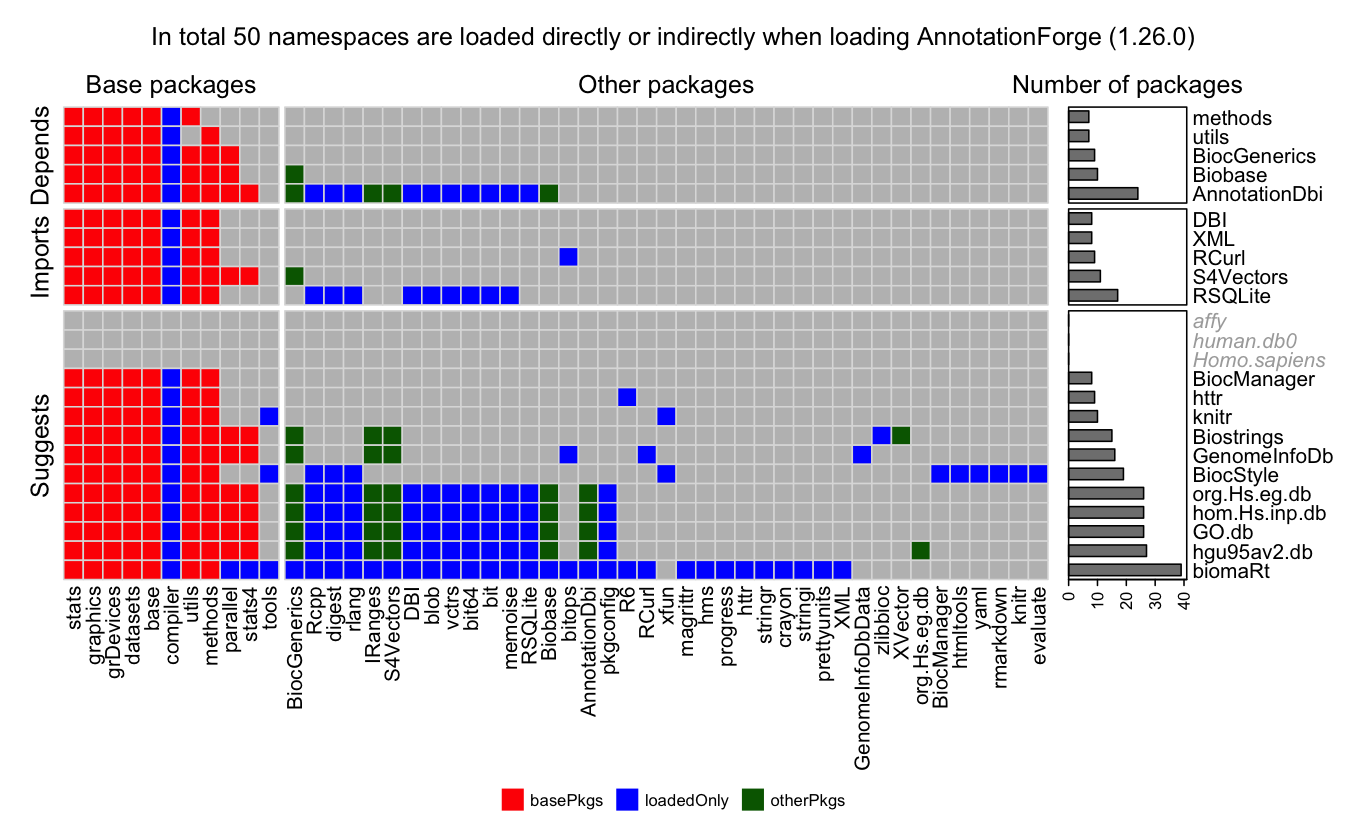 In total 50 namespaces are loaded directly or indirectly when loading AnnotationForge (1.26.0)
Base packages
Other packages
Number of packages
Depends
methods
utils
BiocGenerics
Biobase
AnnotationDbi
Imports
DBI
XML
RCurl
S4Vectors
RSQLite
Suggests
affy
human.db0
Homo.sapiens
BiocManager
httr
knitr
Biostrings
GenomeInfoDb
BiocStyle
org.Hs.eg.db
hom.Hs.inp.db
GO.db
hgu95av2.db
biomaRt
stats
graphics
grDevices
datasets
base
compiler
utils
methods
parallel
stats4
tools
BiocGenerics
Rcpp
digest
rlang
IRanges
S4Vectors
DBI
blob
vctrs
bit64
bit
memoise
RSQLite
Biobase
bitops
AnnotationDbi
pkgconfig
R6
RCurl
xfun
magrittr
hms
progress
httr
stringr
crayon
stringi
prettyunits
XML
GenomeInfoDbData
zlibbioc
XVector
org.Hs.eg.db
BiocManager
htmltools
yaml
rmarkdown
knitr
evaluate
0
10
20
30
40
basePkgs
loadedOnly
otherPkgs